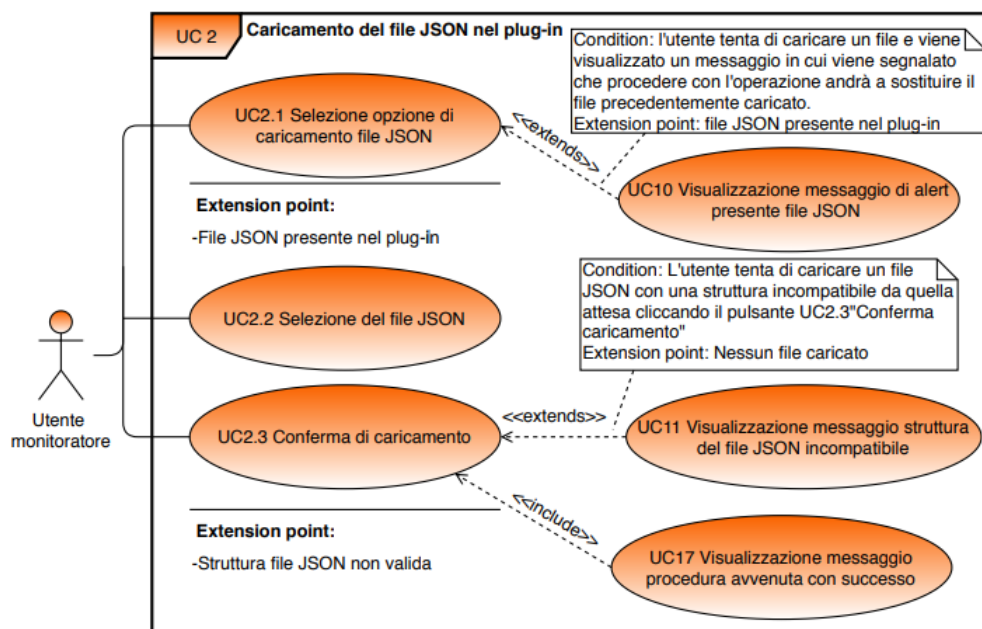 UC 2
Caricamento del file JSON nel plug-in
Condition: l'utente tenta di caricare un file e viene
visualizzato un messaggio in cui viene segnalato
che procedere con l'operazione andrà a sostituire il
file precedentemente caricato.
Extension point: file JSON presente nel plug-in
UC2.1 Selezione opzione di
caricamento file JSON
<<extends>>
UC10 Visualizzazione messaggio di alert
presente file JSON
Extension point:
-File JSON presente nel plug-in
Condition: L'utente tenta di caricare un file
JSON con una struttura incompatibile da quella
attesa cliccando il pulsante UC2.3"Conferma
caricamento"
Extension point: Nessun file caricato
UC2.2 Selezione del file JSON
Utente
monitoratore
UC2.3 Conferma di caricamento
<<extends>>
UC11 Visualizzazione messaggio struttura
del file JSON incompatibile
<<include>>
Extension point:
-Struttura file JSON non valida
UC17 Visualizzazione messaggio
procedura avvenuta con successo